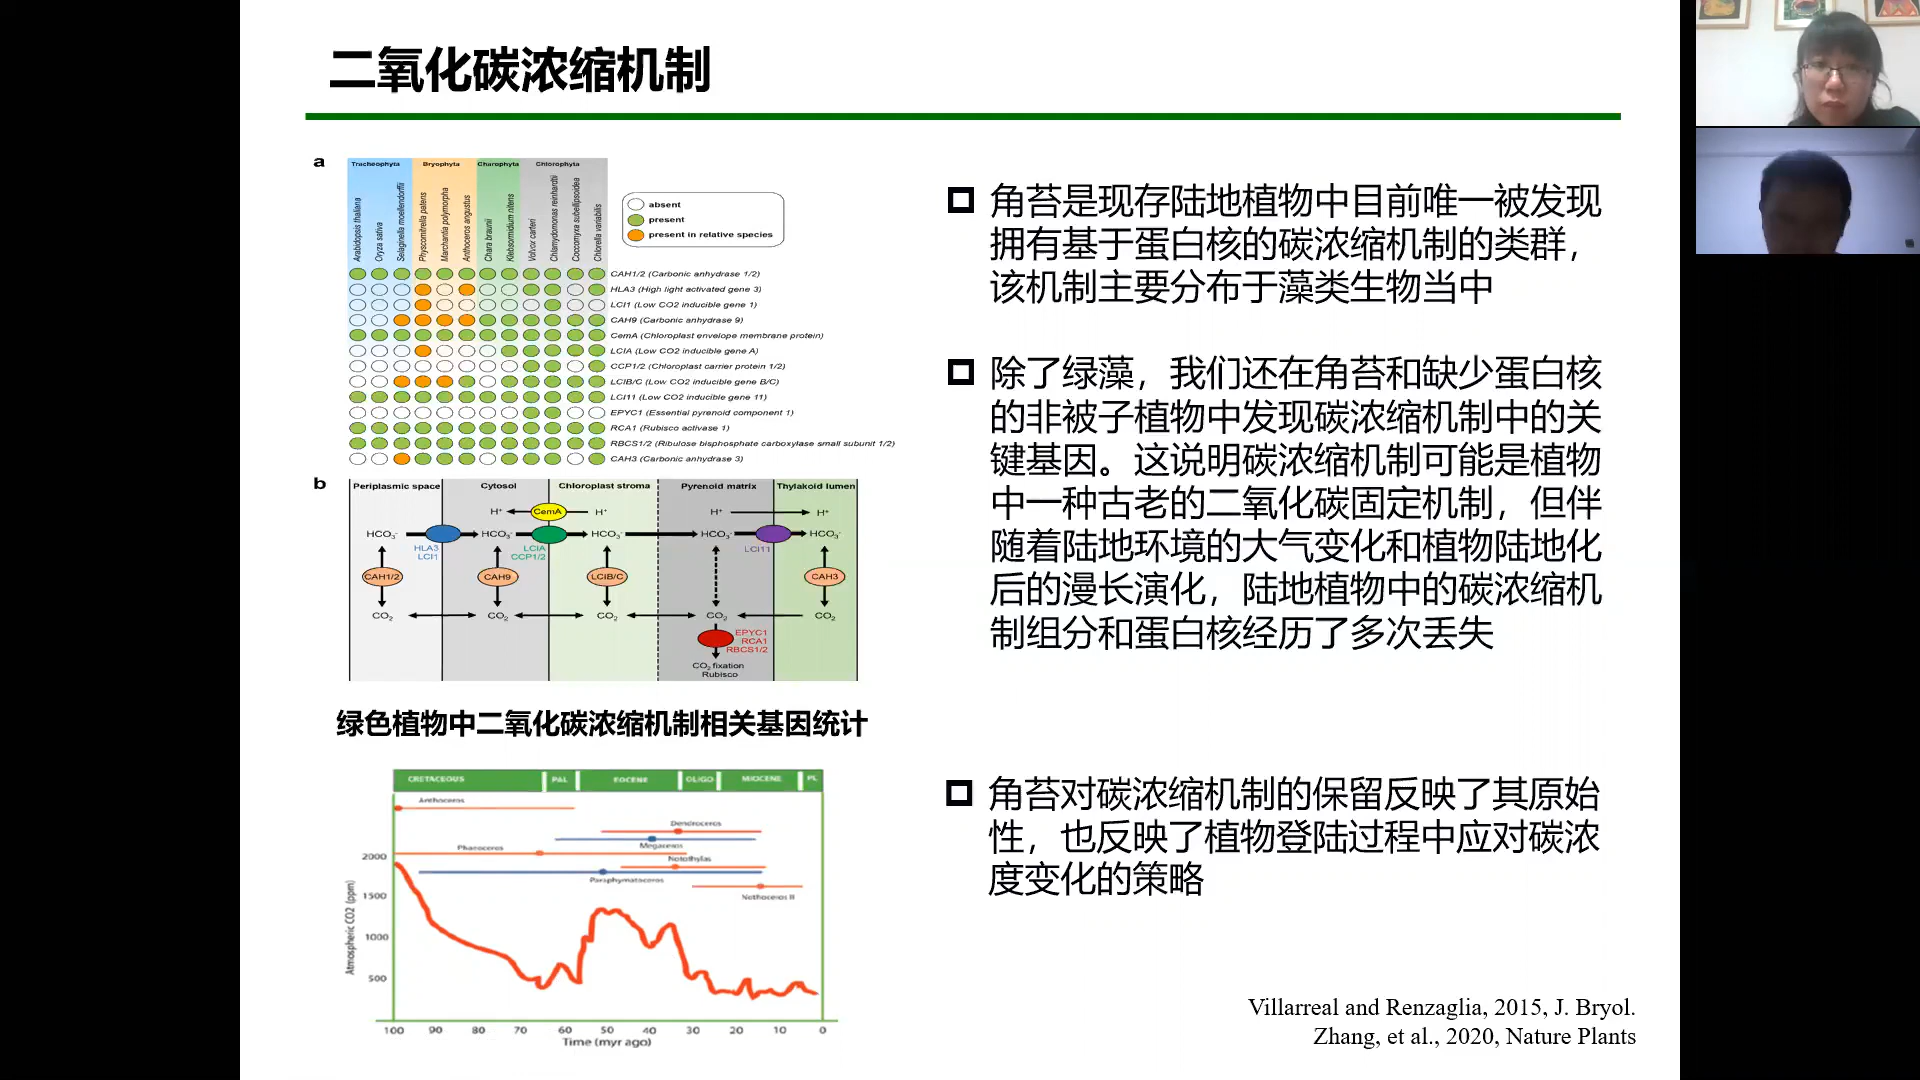 二氧化碳浓缩机制
a
Tracheophyta
Bryophyta
Charophyta
Chlorophyta
Arabidopsis thaliana
Oryza sativa
Selaginella moellendorffii
Physcomitrella patens
Marchantia polymorpha
Anthoceros angustus
Chara braunii
Klebsormidium nitens
Volvox carteri
Chlamydomonas reinhardtii
Coccomyxa subellipsoidea
Chlorella variabilis
absent
present
present in relative species
CAH1/2 (Carbonic anhydrase 1/2)
HLA3 (High light activated gene 3)
LCI1 (Low CO2 inducible gene 1)
CAH9 (Carbonic anhydrase 9)
CemA (Chloroplast envelope membrane protein)
LCIA (Low CO2 inducible gene A)
CCP1/2 (Chloroplast carrier protein 1/2)
LCIB/C (Low CO2 inducible gene B/C)
LCI11 (Low CO2 inducible gene 11)
EPYC1 (Essential pyrenoid component 1)
RCA1 (Rubisco activase 1)
RBCS1/2 (Ribulose bisphosphate carboxylase small subunit 1/2)
CAH3 (Carbonic anhydrase 3)
b
Periplasmic space
Cytosol
Chloroplast stroma
Pyrenoid matrix
Thylakoid lumen
H⁺ CemA H⁺ H⁺ H⁺
HCO₃⁻ HCO₃⁻ HCO₃⁻ HCO₃⁻ HCO₃⁻
HLA3
LCI1
LCIA
CCP1/2
LCI11
CAH1/2 CAH9 LCIB/C CAH3
CO₂ CO₂ CO₂ CO₂ CO₂
EPYC1
RCA1
RBCS1/2
CO₂ fixation
Rubisco
绿色植物中二氧化碳浓缩机制相关基因统计
CRETACEOUS PAL EOCENE OLIGO MIOCENE PL
Anthoceros
Dendroceros
Megaceros
Phaeoceros
Notothylas
Paraphymatoceros
Nothoceros II
Atmospheric CO2 (ppm)
2000
1500
1000
500
100 90 80 70 60 50 40 30 20 10 0
Time (myr ago)
角苔是现存陆地植物中目前唯一被发现
拥有基于蛋白核的碳浓缩机制的类群，
该机制主要分布于藻类生物当中
除了绿藻，我们还在角苔和缺少蛋白核
的非被子植物中发现碳浓缩机制中的关
键基因。这说明碳浓缩机制可能是植物
中一种古老的二氧化碳固定机制，但伴
随着陆地环境的大气变化和植物陆地化
后的漫长演化，陆地植物中的碳浓缩机
制组分和蛋白核经历了多次丢失
角苔对碳浓缩机制的保留反映了其原始
性，也反映了植物登陆过程中应对碳浓
度变化的策略
Villarreal and Renzaglia, 2015, J. Bryol.
Zhang, et al., 2020, Nature Plants